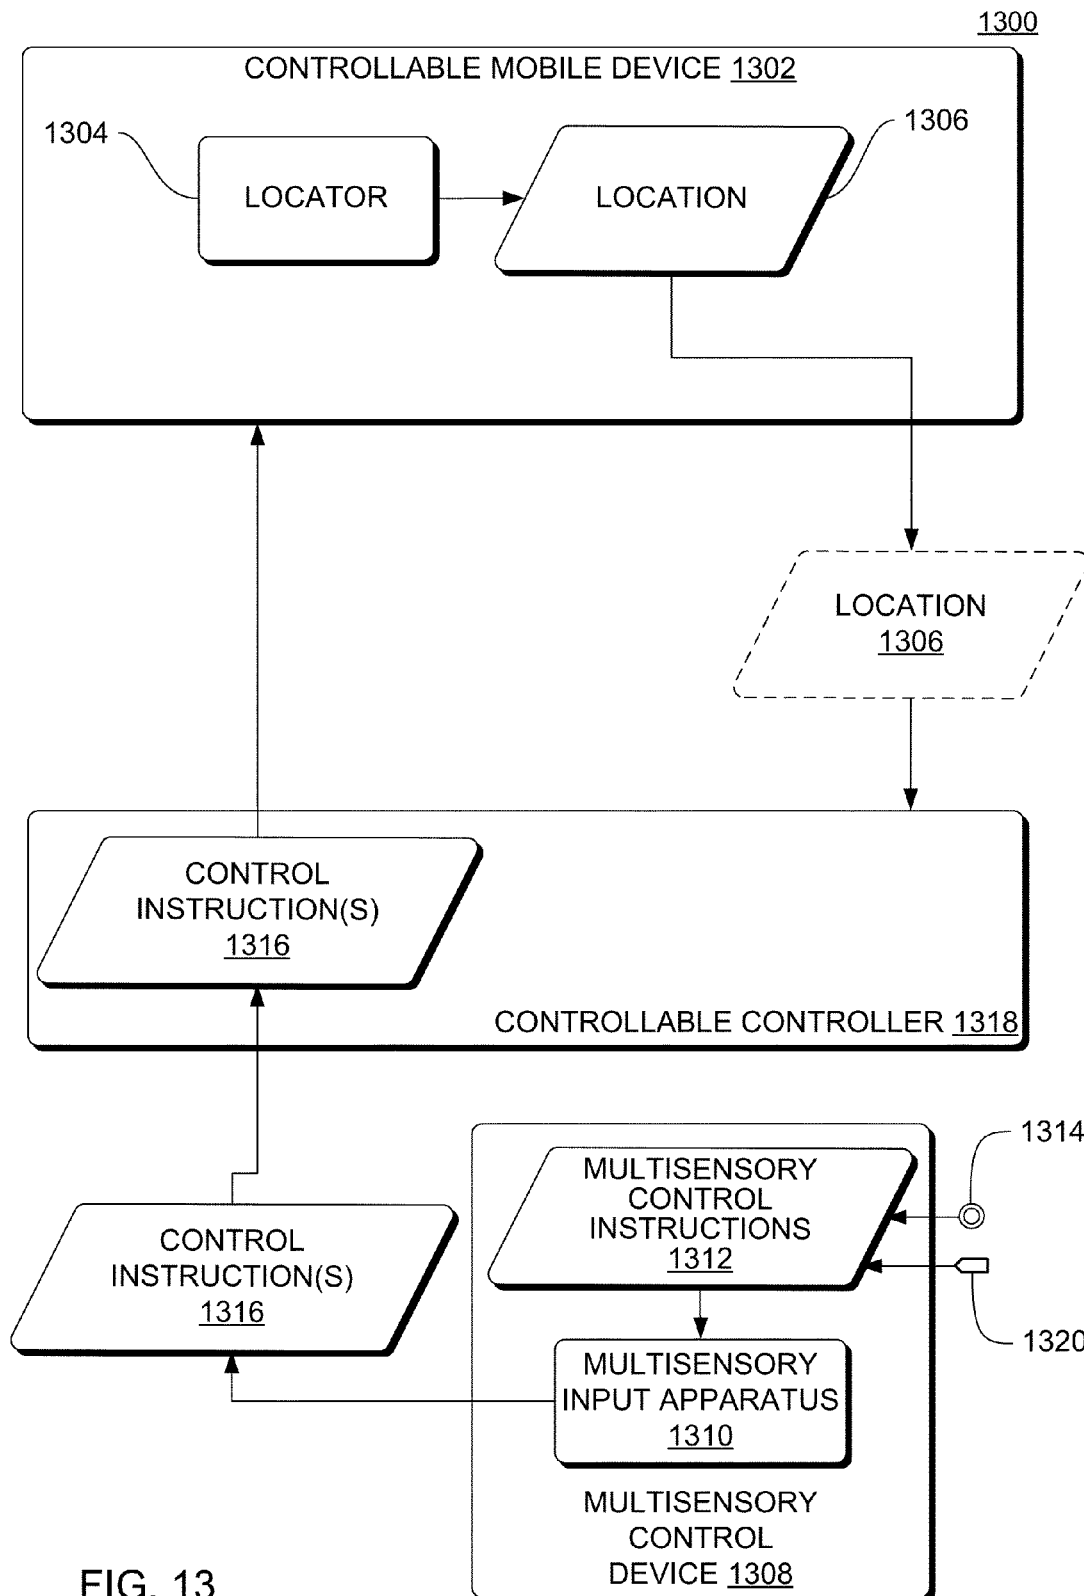 1300
CONTROLLABLE MOBILE DEVICE 1302
1304
1306
LOCATOR
LOCATION
LOCATION
1306
CONTROL
INSTRUCTION(S)
1316
CONTROLLABLE CONTROLLER 1318
1314
MULTISENSORY
CONTROL
INSTRUCTIONS
1312
CONTROL
INSTRUCTION(S)
1316
1320
MULTISENSORY
INPUT APPARATUS
1310
MULTISENSORY
CONTROL
DEVICE 1308
FIG. 13